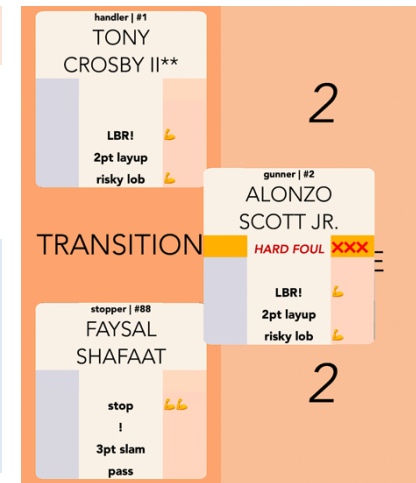 handler | #1
TONY
CROSBY II**
LBR! 💪
2pt layup
risky lob 💪
2
gunner | #2
ALONZO
SCOTT JR.
HARD FOUL XXX
LBR! 💪
2pt layup
risky lob 💪
TRANSITION
stopper | #88
FAYSAL
SHAFAAT
stop 💪💪
!
3pt slam
pass
2